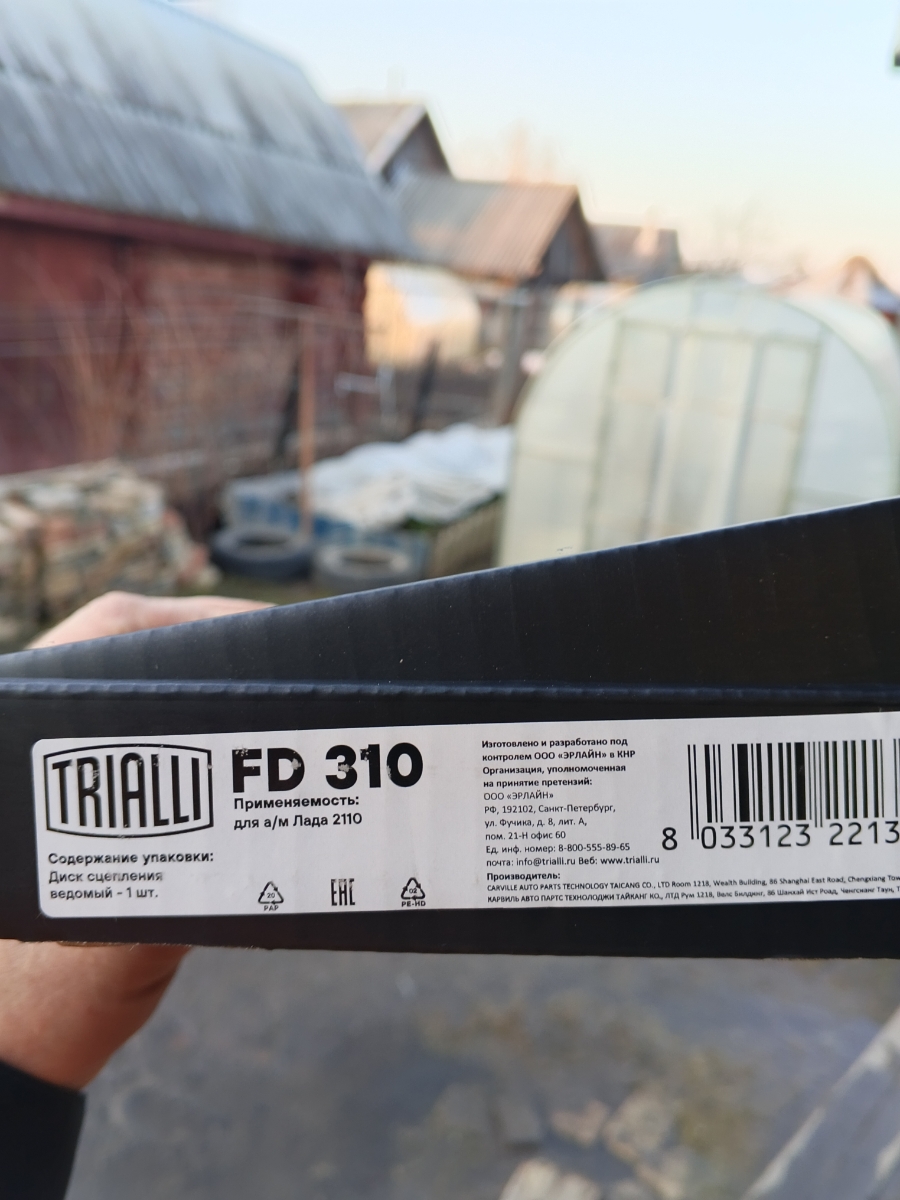 TRIALLI
FD 310
Применяемость:
для а/м Лада 2110
Содержание упаковки:
Диск сцепления
ведомый - 1 шт.
20
PAP
EAC
02
PE-HD
Изготовлено и разработано под
контролем ООО «ЭРЛАЙН» в КНР
Организация, уполномоченная
на принятие претензий:
ООО «ЭРЛАЙН»
РФ, 192102, Санкт-Петербург,
ул. Фучика, д. 8, лит. А,
пом. 21-Н офис 60
Ед. инф. номер: 8-800-555-89-65
почта: info@trialli.ru Веб: www.trialli.ru
Производитель:
CARVILLE AUTO PARTS TECHNOLOGY TAICANG CO., LTD Room 1218, Wealth Building, 86 Shanghai East Road, Chengxiang
КАРВИЛЬ АВТО ПАРТС ТЕХНОЛОДЖИ ТАЙКАНГ КО., ЛТД Рум 1218, Велс Билдинг, 86 Шанхай Ист Роад, Ченгсианг Таун,
8 033123 2213